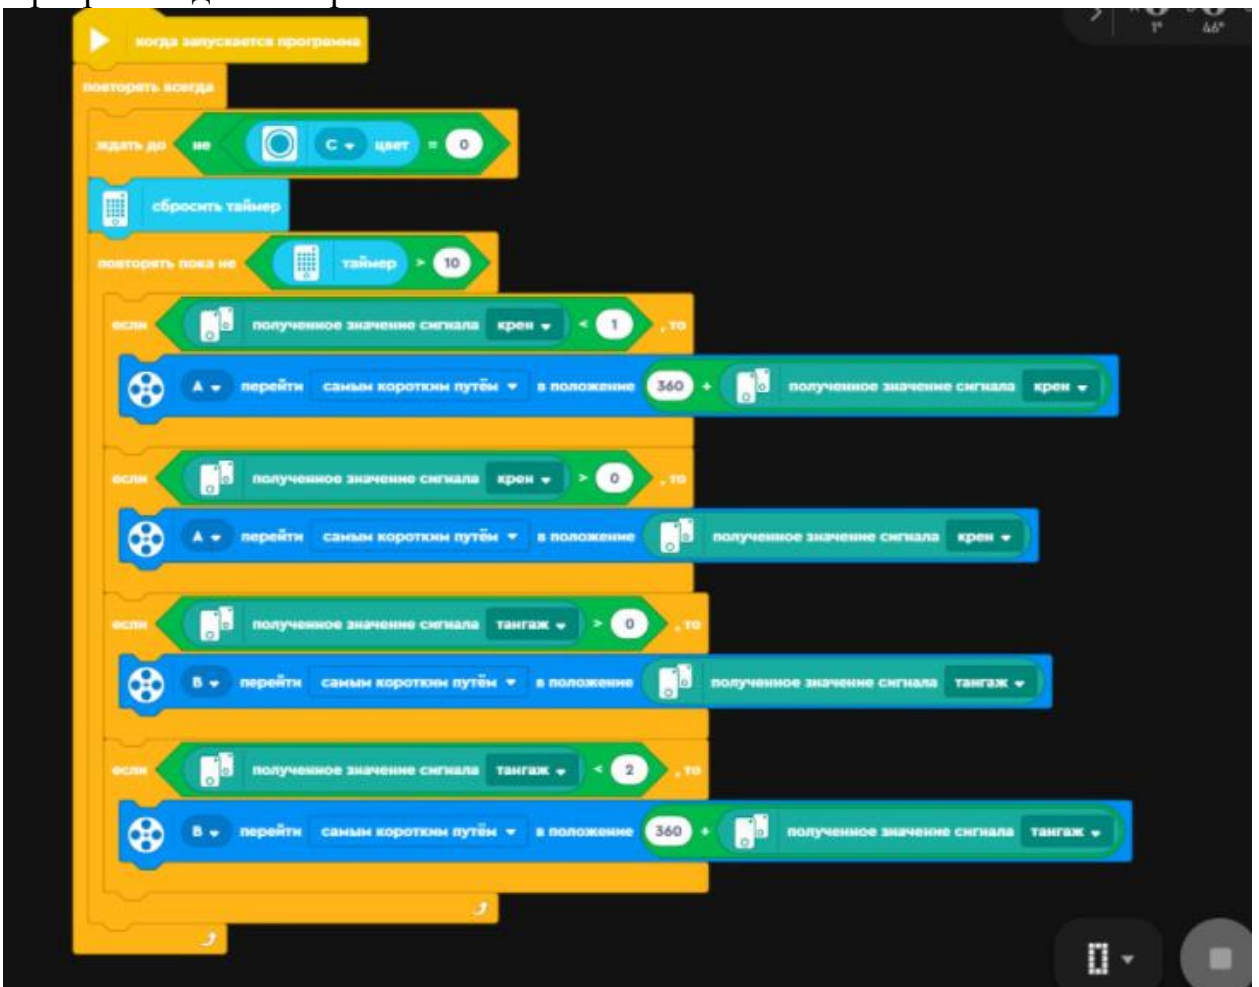 1° 46°
когда запускается программа
повторять всегда
ждать до не C цвет = 0
сбросить таймер
повторять пока не таймер > 10
если полученное значение сигнала крен < 1 , то
A перейти самым коротким путём в положение 360 + полученное значение сигнала крен
если полученное значение сигнала крен > 0 , то
A перейти самым коротким путём в положение полученное значение сигнала крен
если полученное значение сигнала тангаж > 0 , то
B перейти самым коротким путём в положение полученное значение сигнала тангаж
если полученное значение сигнала тангаж < 2 , то
B перейти самым коротким путём в положение 360 + полученное значение сигнала тангаж